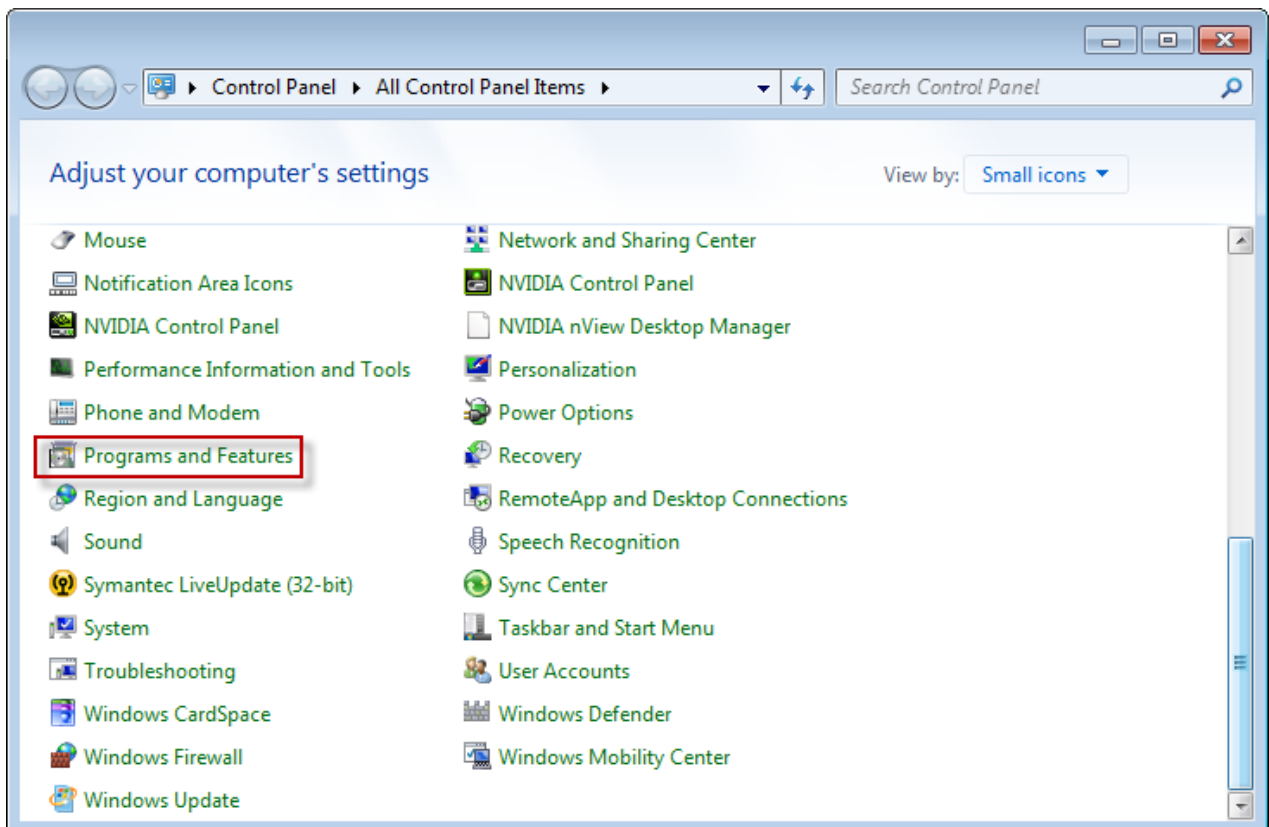 Control Panel All Control Panel Items Search Control Panel
Adjust your computer's settings View by: Small icons
Mouse Network and Sharing Center
Notification Area Icons NVIDIA Control Panel
NVIDIA Control Panel NVIDIA nView Desktop Manager
Performance Information and Tools Personalization
Phone and Modem Power Options
Programs and Features Recovery
Region and Language RemoteApp and Desktop Connections
Sound Speech Recognition
Symantec LiveUpdate (32-bit) Sync Center
System Taskbar and Start Menu
Troubleshooting User Accounts
Windows CardSpace Windows Defender
Windows Firewall Windows Mobility Center
Windows Update